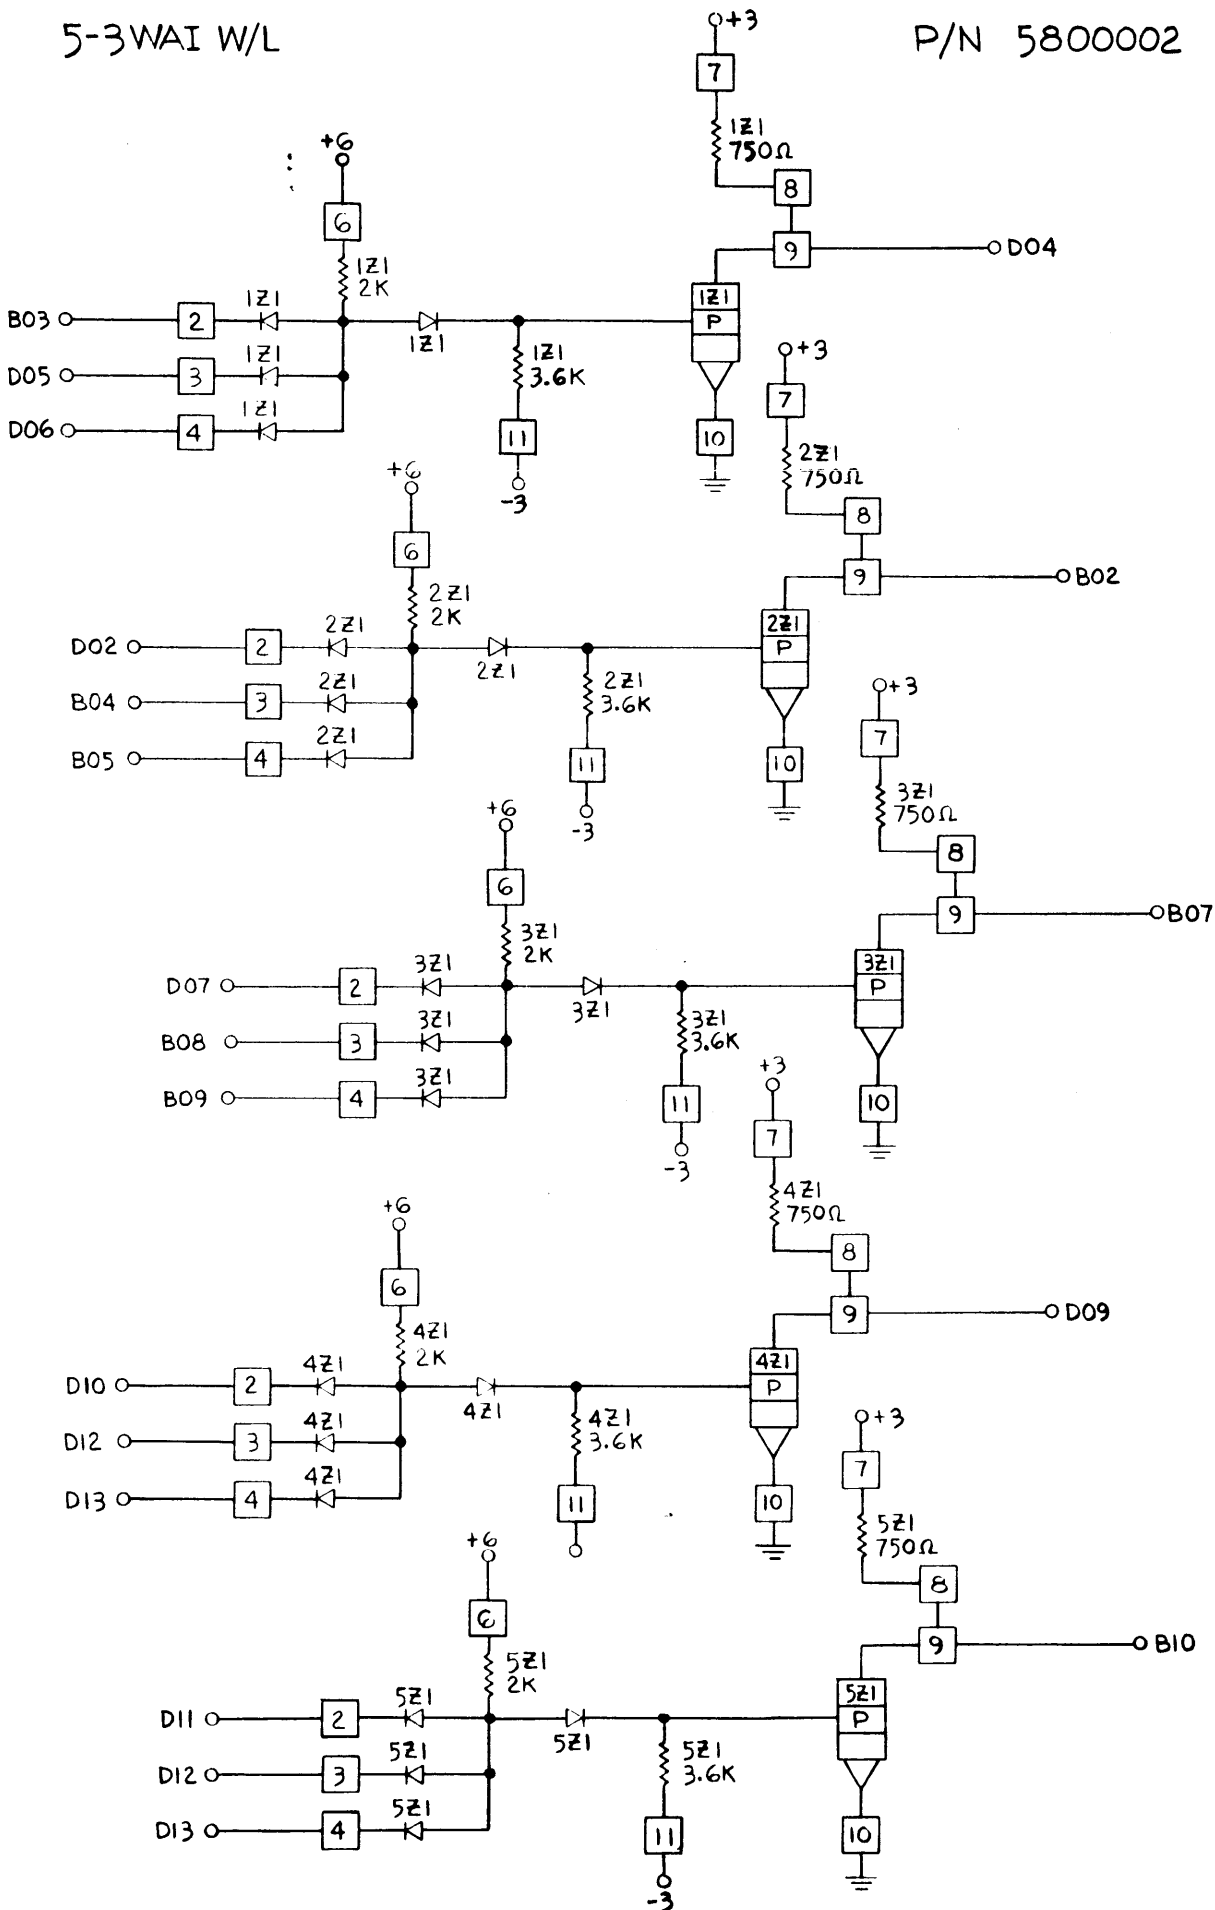 5-3WAI W/L
P/N 5800002
+3
7
1Z1
750Ω
8
+6
6
1Z1
2K
9
D04
B03
2
1Z1
1Z1
1Z1
P
D05
3
1Z1
1Z1
3.6K
D06
4
1Z1
11
-3
10
+3
7
2Z1
750Ω
8
+6
6
2Z1
2K
9
B02
D02
2
2Z1
2Z1
2Z1
P
B04
3
2Z1
2Z1
3.6K
B05
4
2Z1
11
-3
10
+3
7
3Z1
750Ω
8
+6
6
3Z1
2K
9
B07
D07
2
3Z1
3Z1
3Z1
P
B08
3
3Z1
3Z1
3.6K
B09
4
3Z1
11
-3
10
+3
7
4Z1
750Ω
8
+6
6
4Z1
2K
9
D09
D10
2
4Z1
4Z1
4Z1
P
D12
3
4Z1
4Z1
3.6K
D13
4
4Z1
11
10
+3
7
5Z1
750Ω
8
+6
6
5Z1
2K
9
B10
D11
2
5Z1
5Z1
5Z1
P
D12
3
5Z1
5Z1
3.6K
D13
4
5Z1
11
-3
10